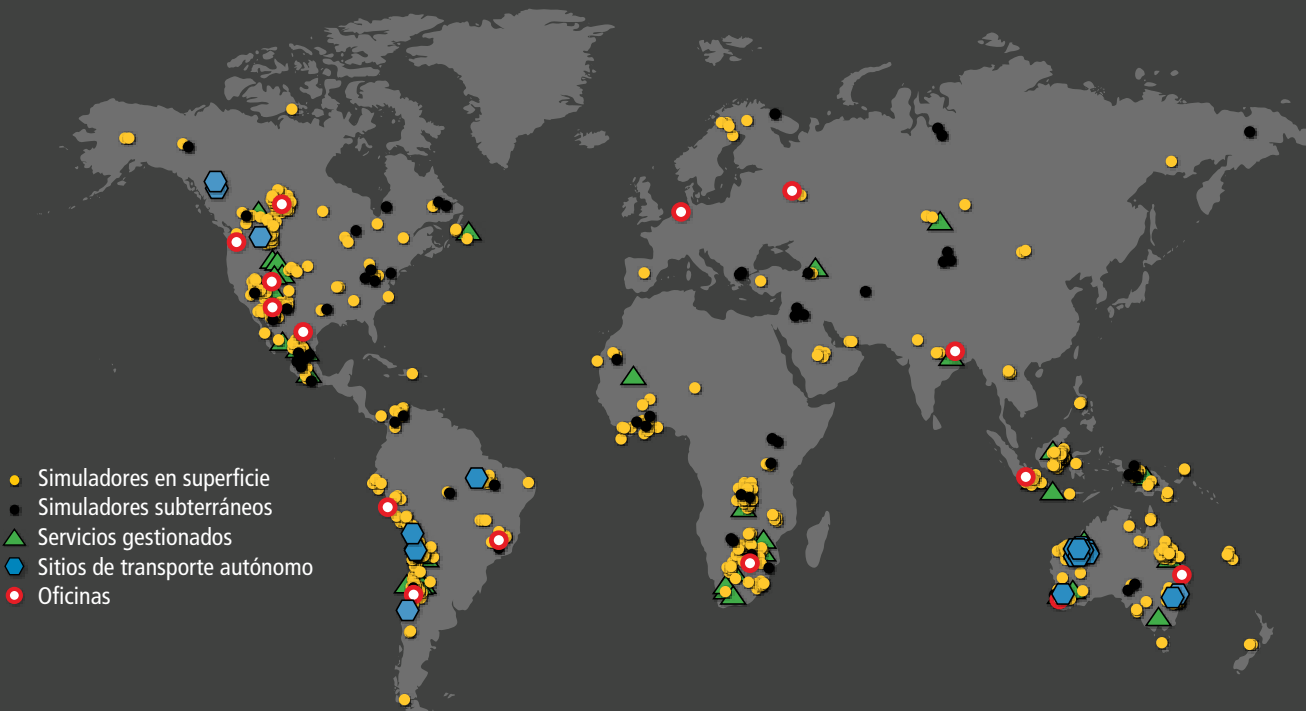 Simuladores en superficie
Simuladores subterráneos
Servicios gestionados
Sitios de transporte autónomo
Oficinas